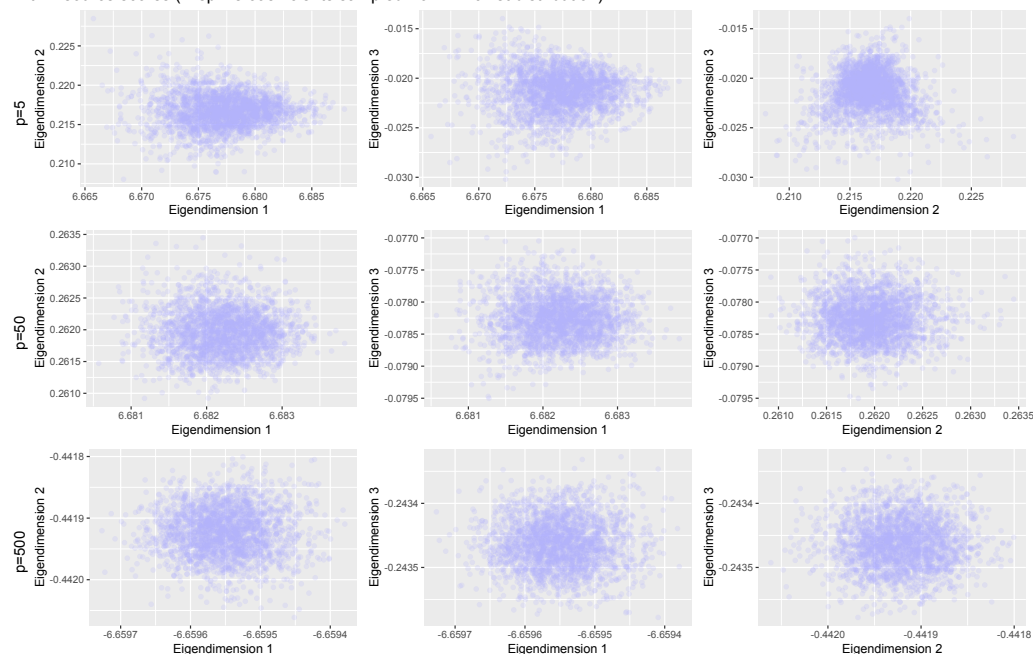 p=5
Eigendimension 2
0.225
0.220
0.215
0.210
6.665 6.670 6.675 6.680 6.685
Eigendimension 1
Eigendimension 3
-0.015
-0.020
-0.025
-0.030
6.665 6.670 6.675 6.680 6.685
Eigendimension 1
Eigendimension 3
-0.015
-0.020
-0.025
-0.030
0.210 0.215 0.220 0.225
Eigendimension 2
p=50
Eigendimension 2
0.2635
0.2630
0.2625
0.2620
0.2615
0.2610
6.681 6.682 6.683
Eigendimension 1
Eigendimension 3
-0.0770
-0.0775
-0.0780
-0.0785
-0.0790
-0.0795
6.681 6.682 6.683
Eigendimension 1
Eigendimension 3
-0.0770
-0.0775
-0.0780
-0.0785
-0.0790
-0.0795
0.2610 0.2615 0.2620 0.2625 0.2630 0.2635
Eigendimension 2
p=500
Eigendimension 2
-0.4418
-0.4419
-0.4420
-6.6597 -6.6596 -6.6595 -6.6594
Eigendimension 1
Eigendimension 3
-0.2434
-0.2435
-6.6597 -6.6596 -6.6595 -6.6594
Eigendimension 1
Eigendimension 3
-0.2434
-0.2435
-0.4420 -0.4419 -0.4418
Eigendimension 2